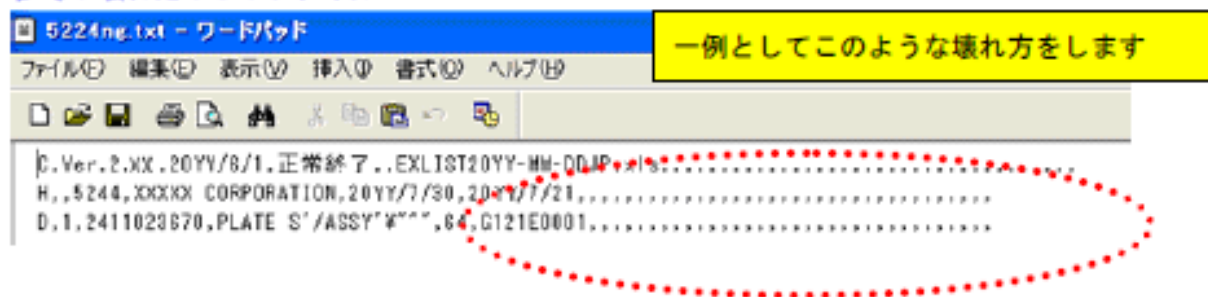 5224ng.txt - ワードパッド
一例としてこのような壊れ方をします
ファイル(F) 編集(E) 表示(V) 挿入(I) 書式(O) ヘルプ(H)
C,Ver.2.XX,20YY/8/1,正常終了,,EXLIST20YY-MM-DDJP.xls,,,,,,,,,,,,,,,,,,,,,,,,,,,,,,,,,
H,,5244,XXXXX CORPORATION,20YY/7/30,20YY/7/21,,,,,,,,,,,,,,,,,,,,,,,,,,,,,,,,,
D,1,2411023670,PLATE S'/ASSY"¥~^",64,G121E0001,,,,,,,,,,,,,,,,,,,,,,,,,,,,,,,,